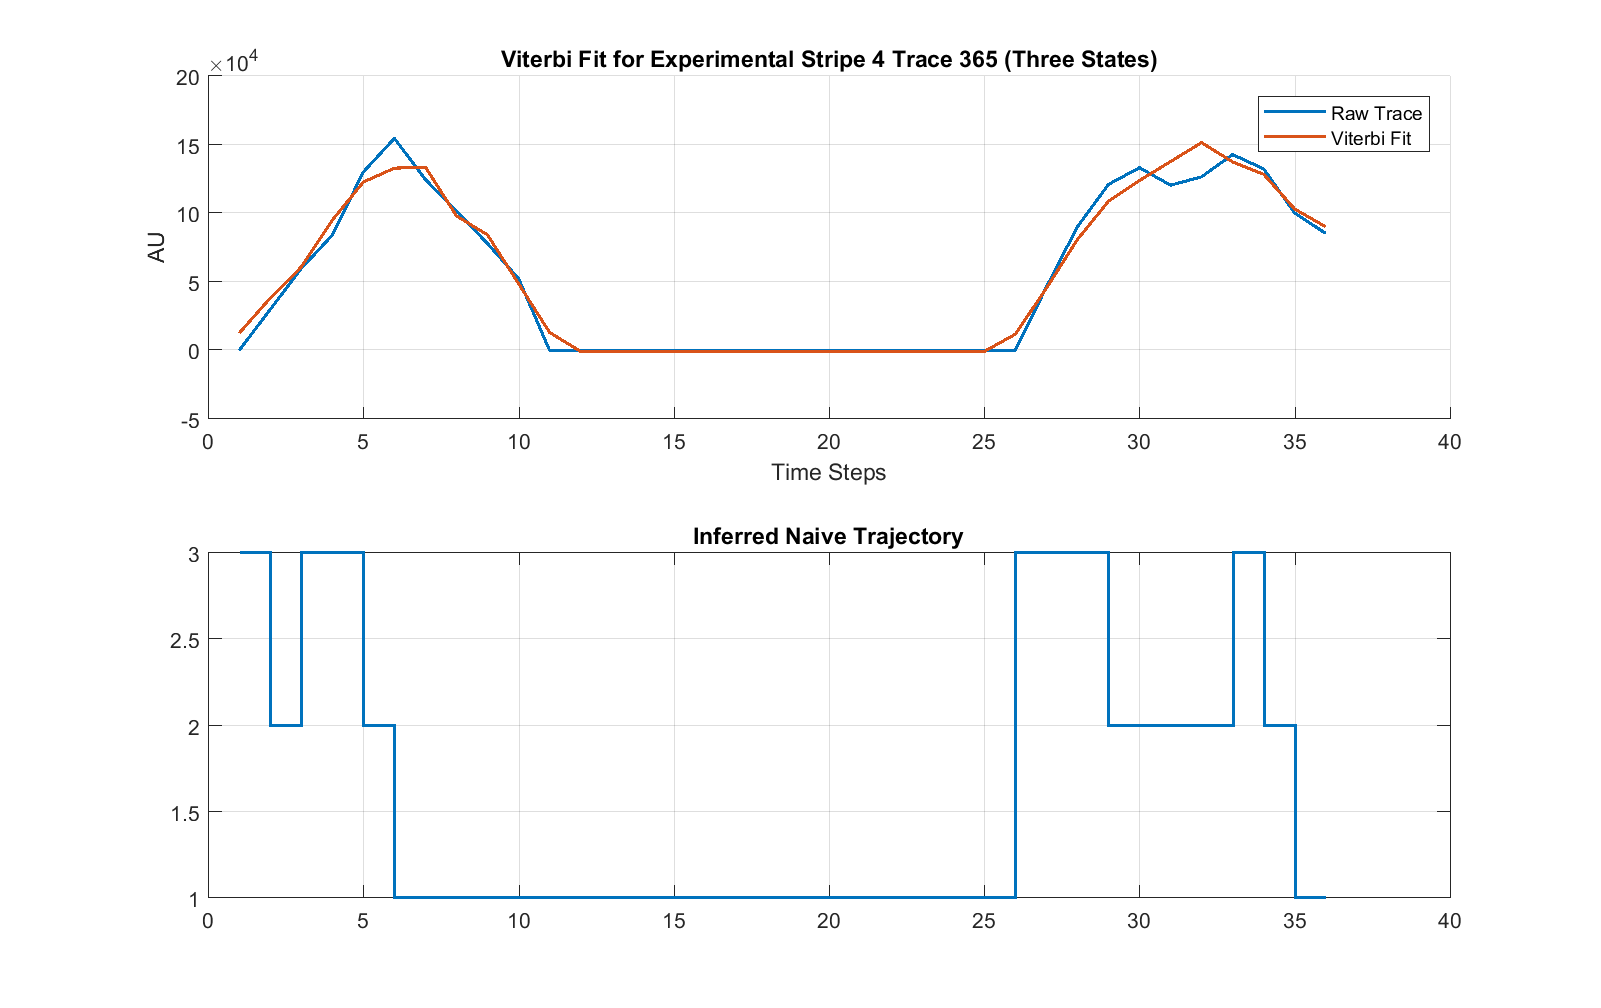 Viterbi Fit for Experimental Stripe 4 Trace 365 (Three States)
×10^4
20
15
10
5
0
-5
AU
Raw Trace
Viterbi Fit
0 5 10 15 20 25 30 35 40
Time Steps
Inferred Naive Trajectory
3
2.5
2
1.5
1
0 5 10 15 20 25 30 35 40